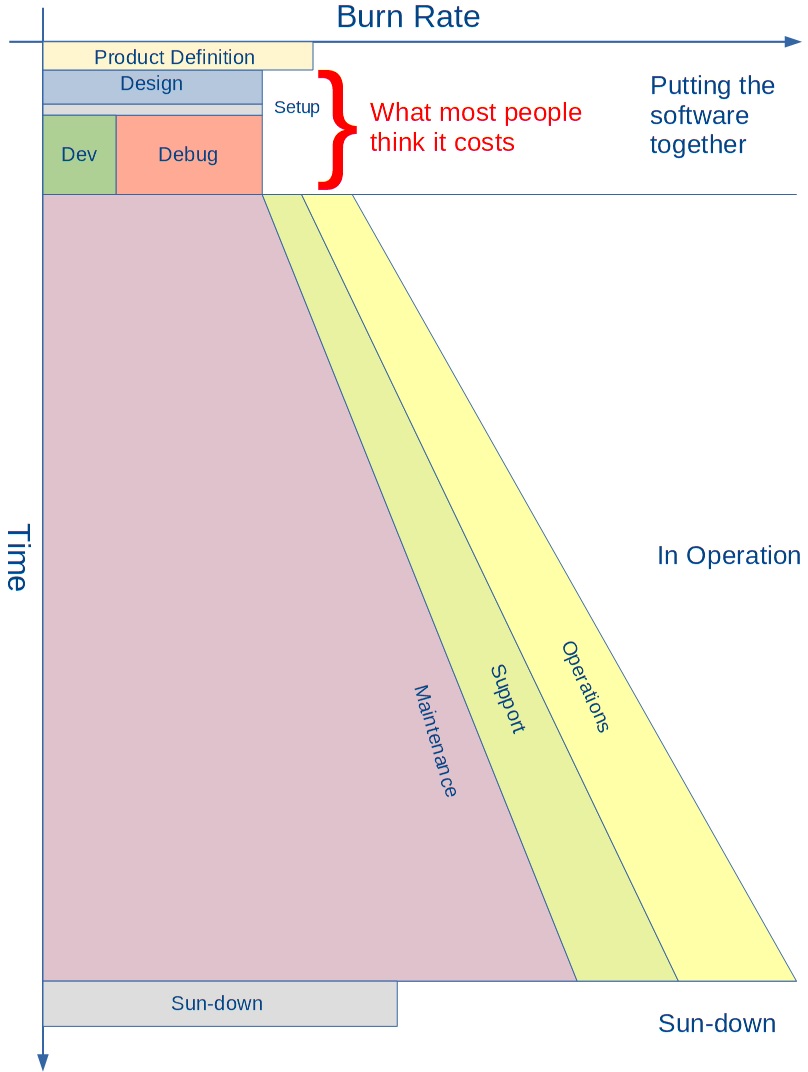 Burn Rate
Product Definition
Design
Setup
Dev
Debug
What most people
think it costs
Putting the
software
together
Time
In Operation
Maintenance
Support
Operations
Sun-down
Sun-down